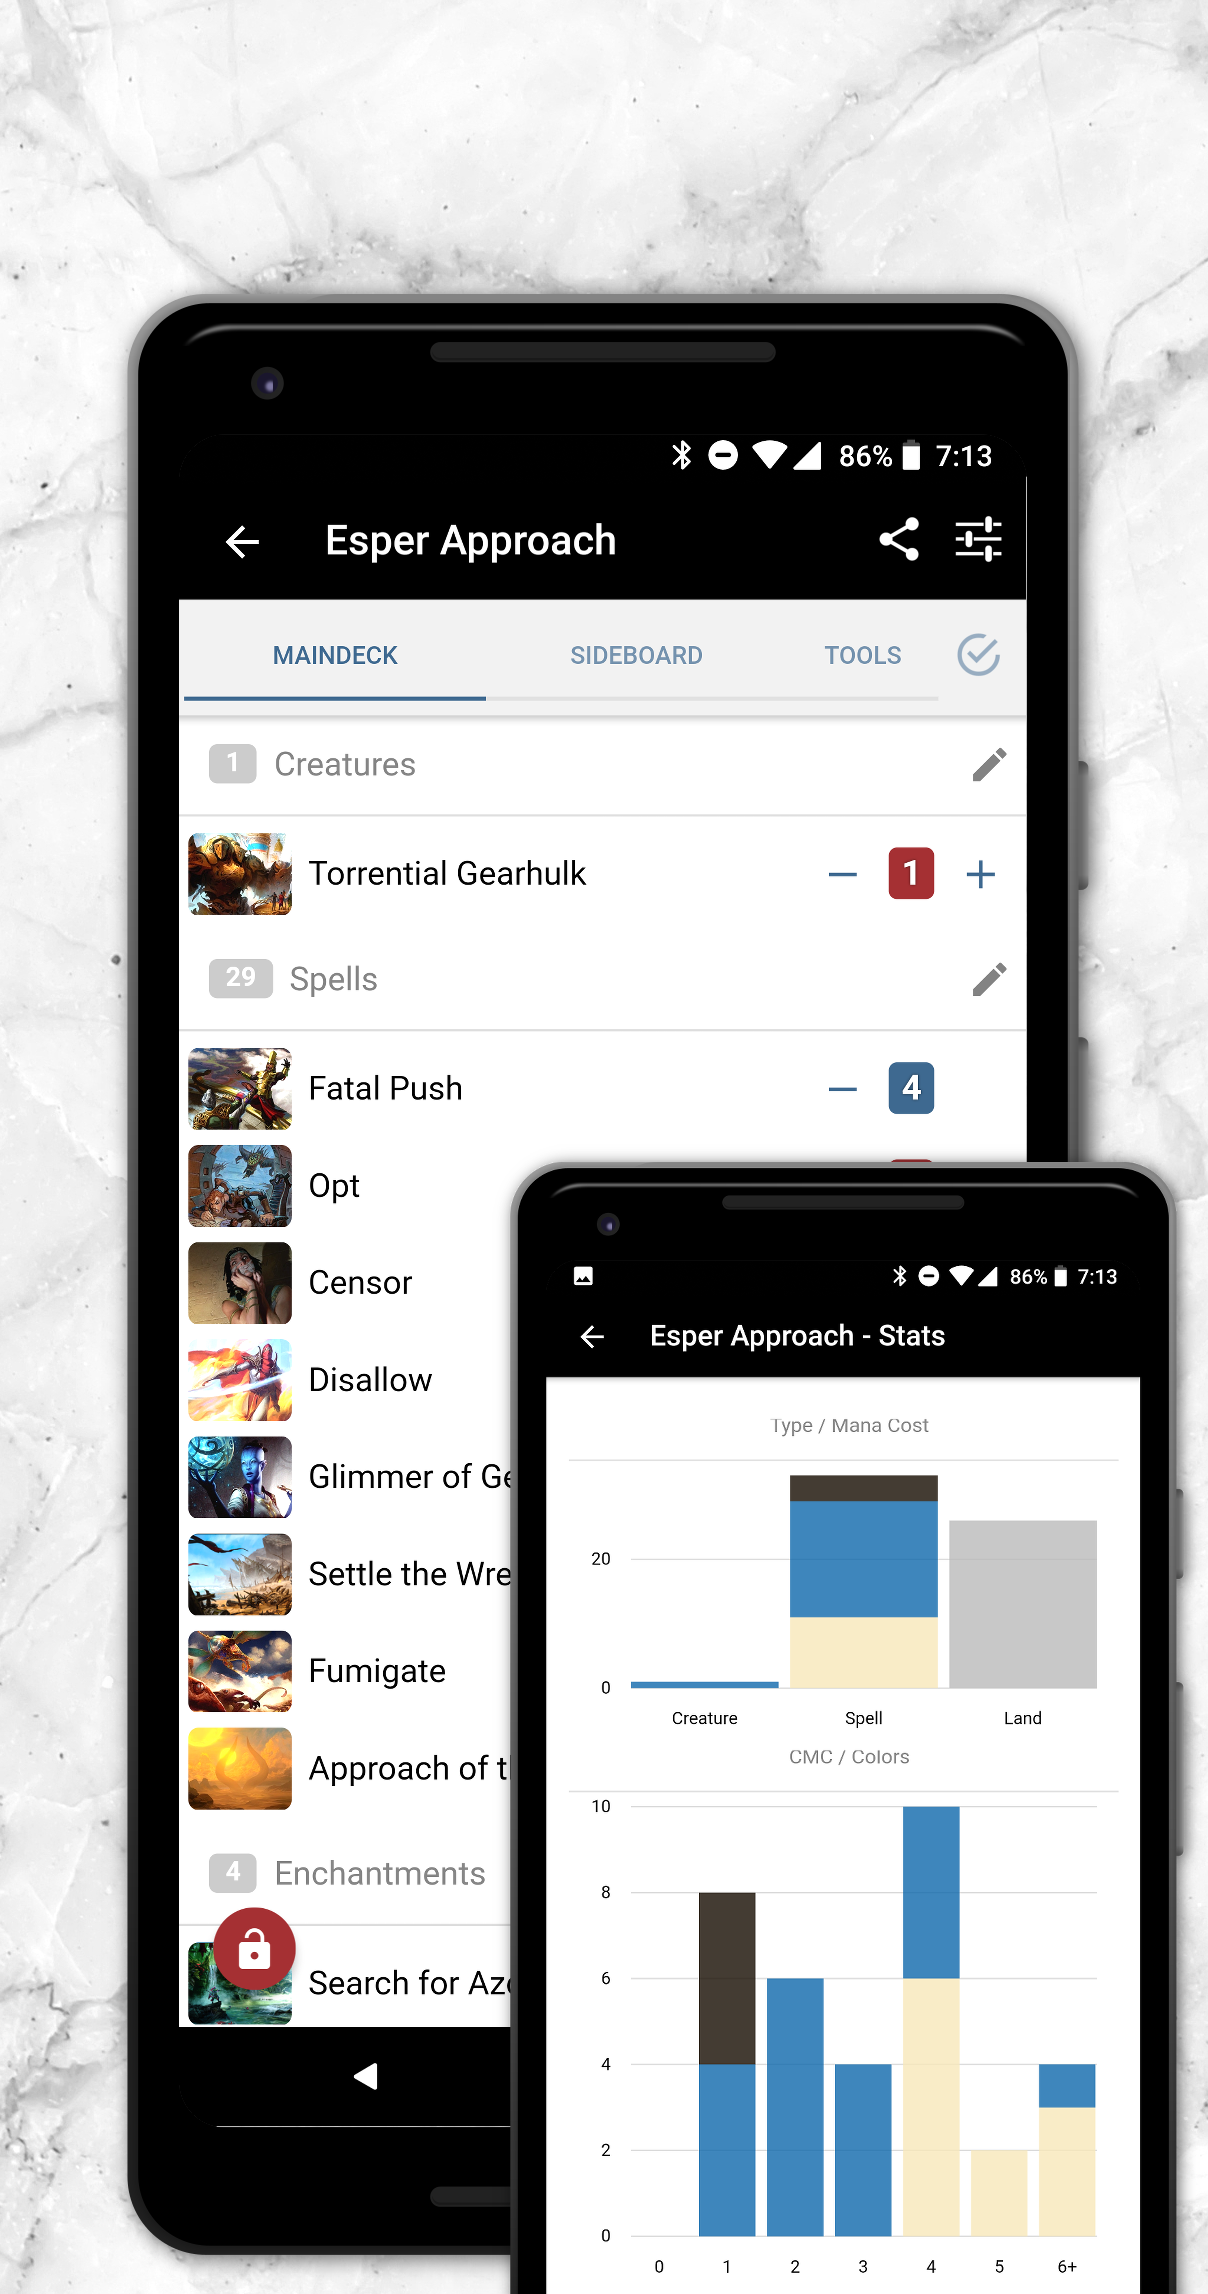 86% 7:13
Esper Approach
MAINDECK SIDEBOARD TOOLS
1 Creatures
Torrential Gearhulk 1
29 Spells
Fatal Push 4
Opt
Censor
Disallow
Glimmer of
Settle the
Fumigate
Approach of
4 Enchantments
Search for
86% 7:13
Esper Approach - Stats
Type / Mana Cost
20
0
Creature Spell Land
CMC / Colors
10
8
6
4
2
0
0 1 2 3 4 5 6+